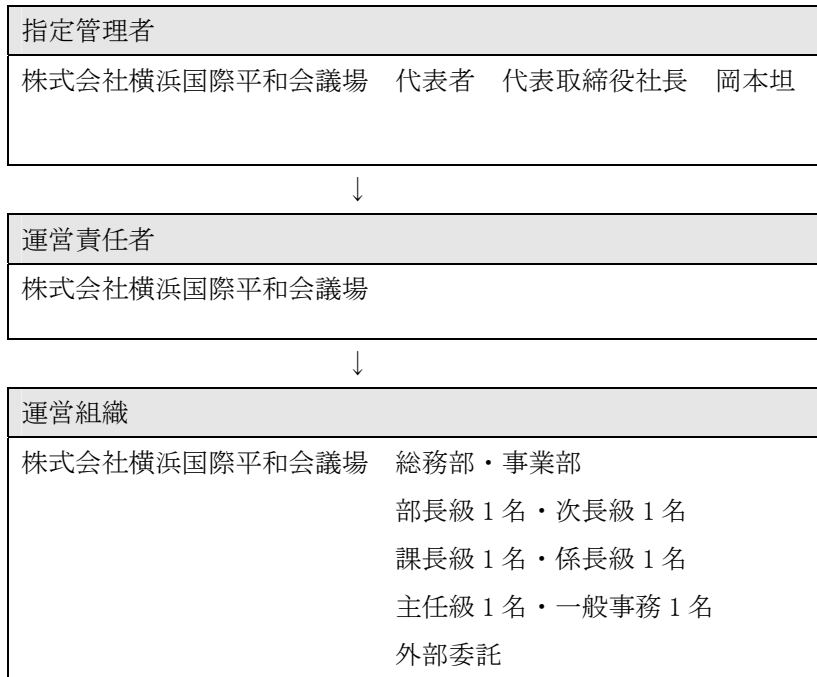 指定管理者
株式会社横浜国際平和会議場　代表者　代表取締役社長　岡本坦
↓
運営責任者
株式会社横浜国際平和会議場
↓
運営組織
株式会社横浜国際平和会議場　総務部・事業部
部長級 1 名・次長級 1 名
課長級 1 名・係長級 1 名
主任級 1 名・一般事務 1 名
外部委託